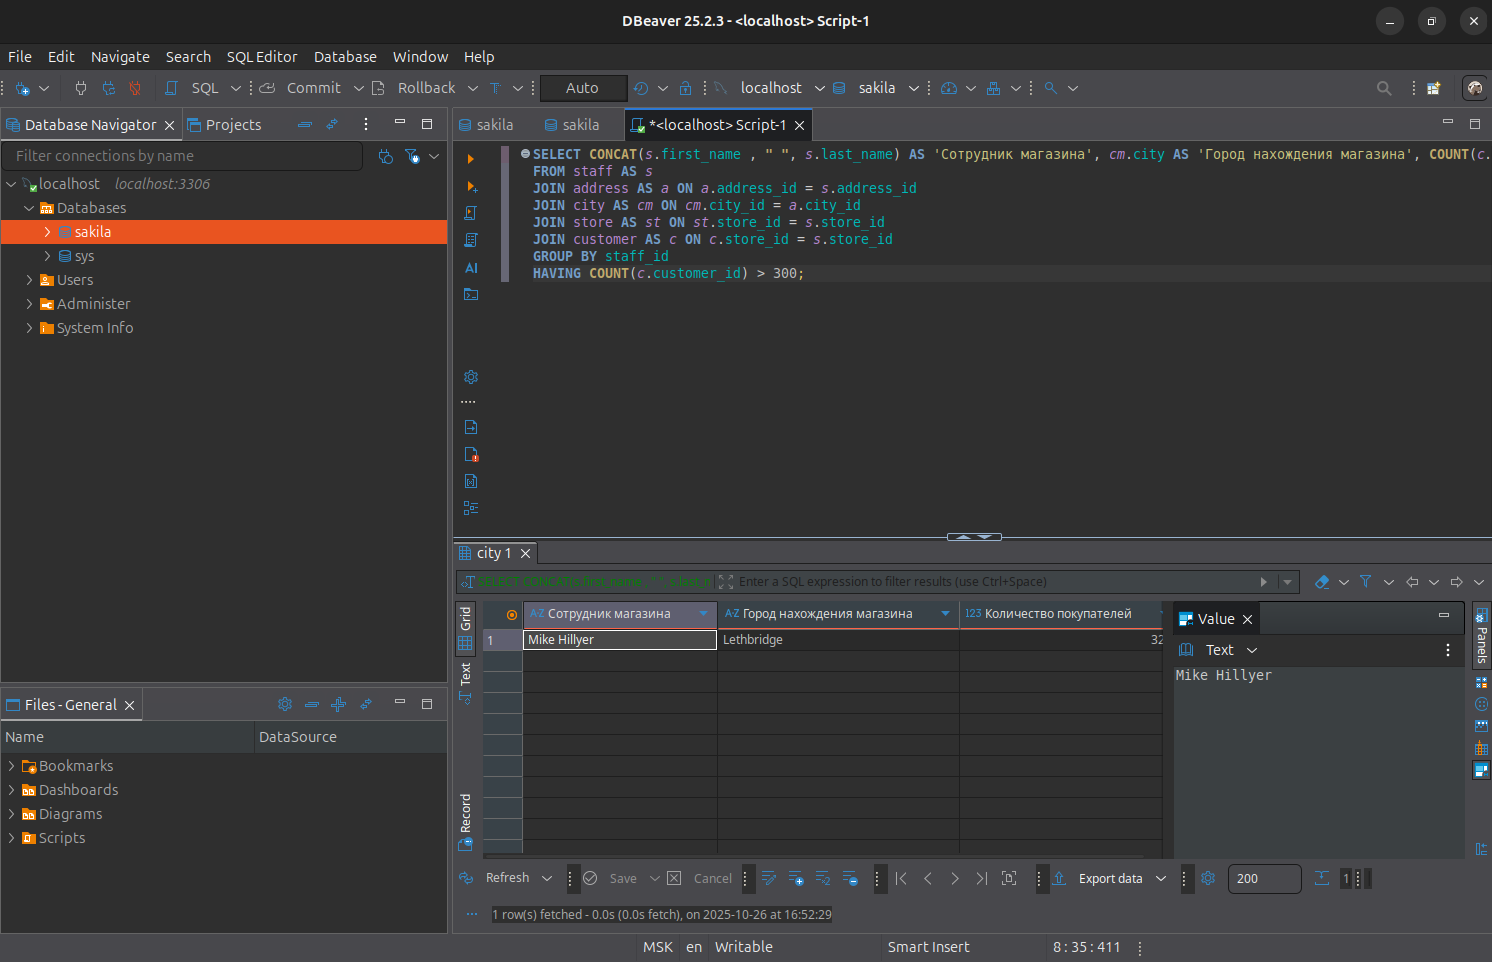 DBeaver 25.2.3 - <localhost> Script-1
File Edit Navigate Search SQL Editor Database Window Help
SQL Commit Rollback T Auto localhost sakila
Database Navigator Projects
Filter connections by name
localhost localhost:3306
Databases
sakila
sys
Users
Administer
System Info
Files - General
Name DataSource
Bookmarks
Dashboards
Diagrams
Scripts
sakila sakila *<localhost> Script-1
SELECT CONCAT(s.first_name , " ", s.last_name) AS 'Сотрудник магазина', cm.city AS 'Город нахождения магазина', COUNT(c.
FROM staff AS s
JOIN address AS a ON a.address_id = s.address_id
JOIN city AS cm ON cm.city_id = a.city_id
JOIN store AS st ON st.store_id = s.store_id
JOIN customer AS c ON c.store_id = s.store_id
GROUP BY staff_id
HAVING COUNT(c.customer_id) > 300;
AI
city 1
SELECT CONCAT(s.first_name , " ", s.last_n Enter a SQL expression to filter results (use Ctrl+Space)
Grid
Text
Record
A-Z Сотрудник магазина A-Z Город нахождения магазина 123 Количество покупателей
1 Mike Hillyer Lethbridge 32
Value
Text
Mike Hillyer
Panels
Refresh Save Cancel Export data 200 1
1 row(s) fetched - 0.0s (0.0s fetch), on 2025-10-26 at 16:52:29
MSK en Writable Smart Insert 8 : 35 : 411